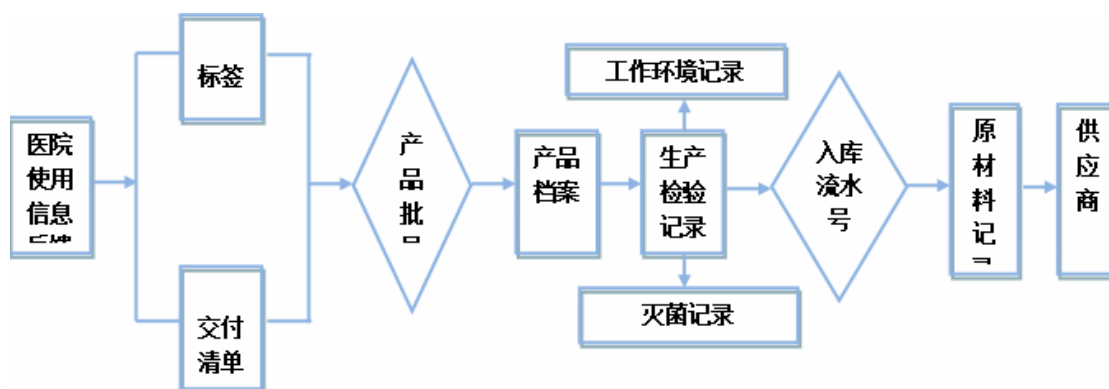 医院
使用
信息
标签
交付
清单
产
品
批
产品
档案
工作环境记录
生产
检验
记录
灭菌记录
入库
流水
号
原
材
料
记
供
应
商